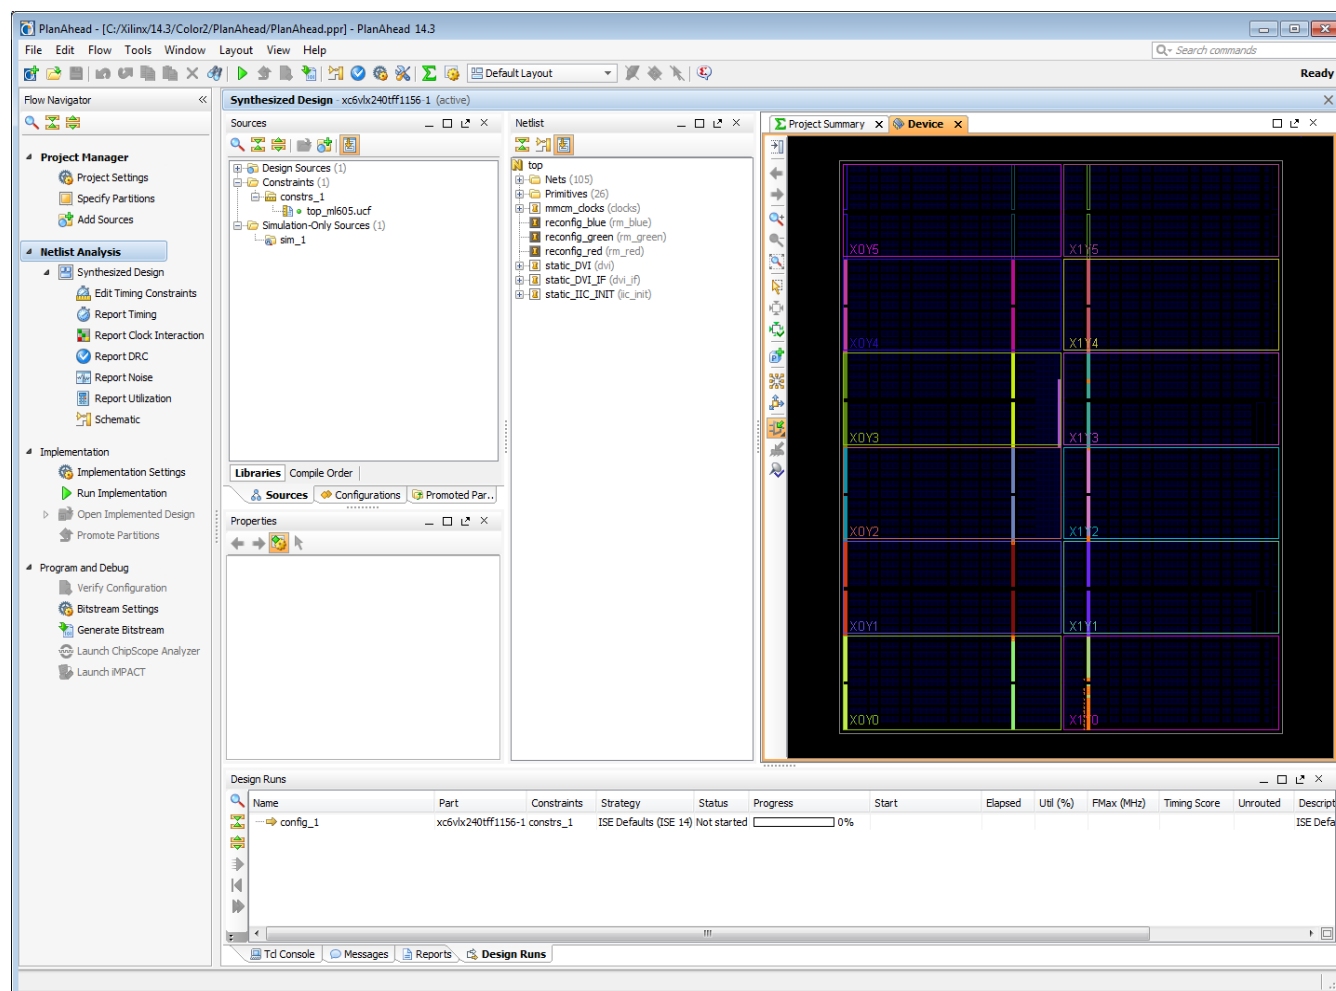 PlanAhead - [C:/Xilinx/14.3/Color2/PlanAhead/PlanAhead.ppr] - PlanAhead 14.3
File Edit Flow Tools Window Layout View Help
Search commands
Default Layout
Ready
Flow Navigator
Project Manager
Project Settings
Specify Partitions
Add Sources
Netlist Analysis
Synthesized Design
Edit Timing Constraints
Report Timing
Report Clock Interaction
Report DRC
Report Noise
Report Utilization
Schematic
Implementation
Implementation Settings
Run Implementation
Open Implemented Design
Promote Partitions
Program and Debug
Verify Configuration
Bitstream Settings
Generate Bitstream
Launch ChipScope Analyzer
Launch iMPACT
Synthesized Design - xc6vlx240tff1156-1 (active)
Sources
Design Sources (1)
Constraints (1)
constrs_1
top_ml605.ucf
Simulation-Only Sources (1)
sim_1
Libraries Compile Order
Sources Configurations Promoted Par..
Properties
Netlist
top
Nets (105)
Primitives (26)
mmcm_clocks (clocks)
reconfig_blue (rm_blue)
reconfig_green (rm_green)
reconfig_red (rm_red)
static_DVI (dvi)
static_DVI_IF (dvi_if)
static_IIC_INIT (iic_init)
Project Summary Device
X0Y5 X1Y5
X0Y4 X1Y4
X0Y3 X1Y3
X0Y2 X1Y2
X0Y1 X1Y1
X0Y0 X1Y0
Design Runs
Name Part Constraints Strategy Status Progress Start Elapsed Util (%) FMax (MHz) Timing Score Unrouted Descript
config_1 xc6vlx240tff1156-1 constrs_1 ISE Defaults (ISE 14) Not started 0% ISE Defa
Tcl Console Messages Reports Design Runs